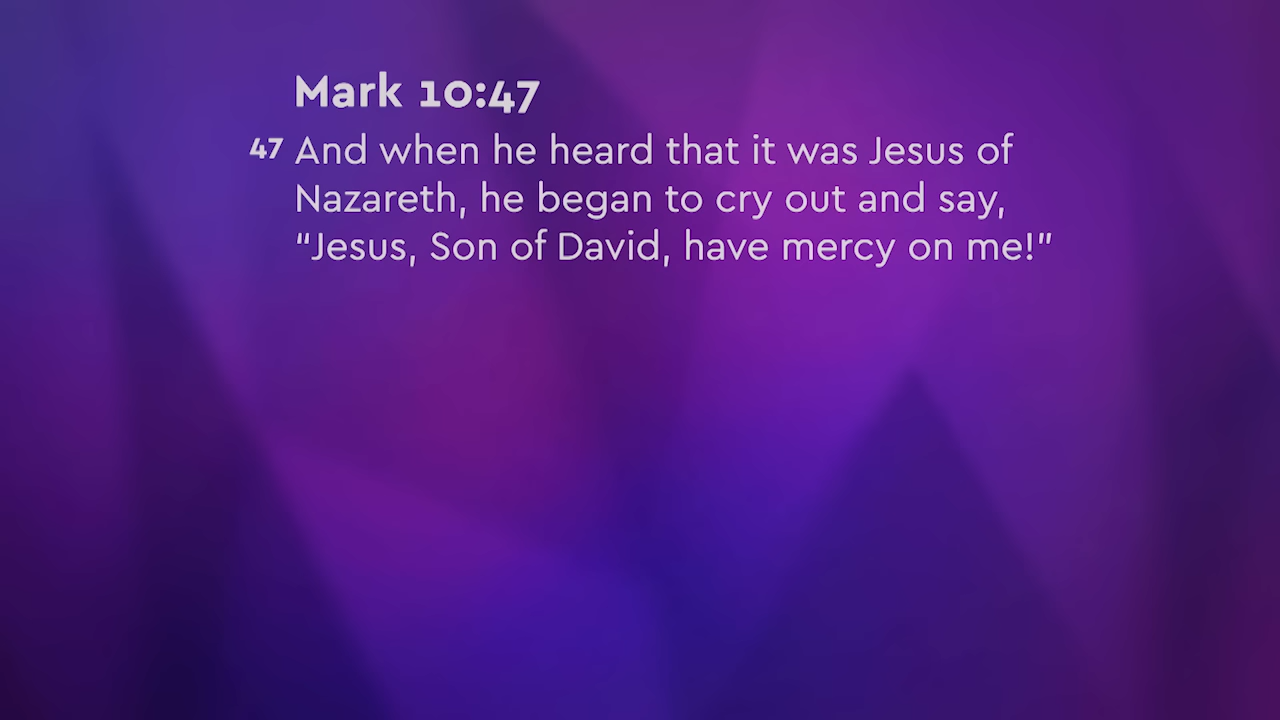 Mark 10:47
47 And when he heard that it was Jesus of
Nazareth, he began to cry out and say,
“Jesus, Son of David, have mercy on me!”